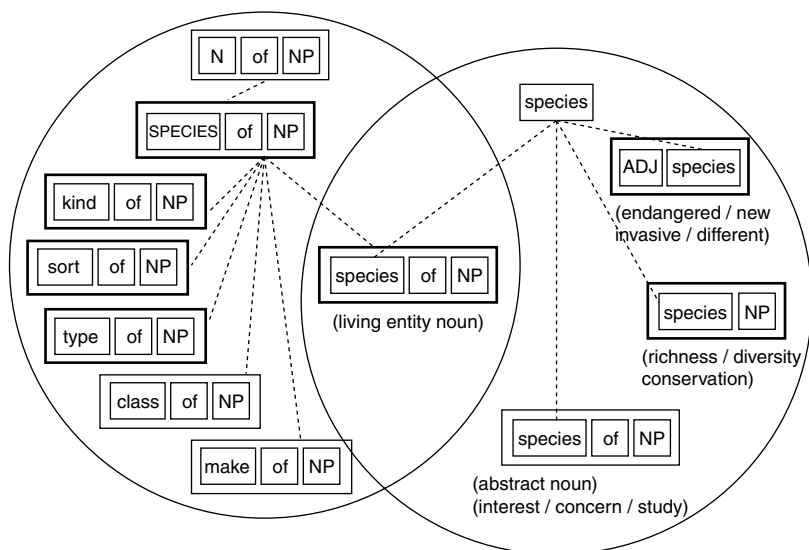 N of NP
SPECIES of NP
kind of NP
sort of NP
type of NP
class of NP
make of NP
species of NP
(living entity noun)
species
ADJ species
(endangered / new
invasive / different)
species NP
(richness / diversity
conservation)
species of NP
(abstract noun)
(interest / concern / study)